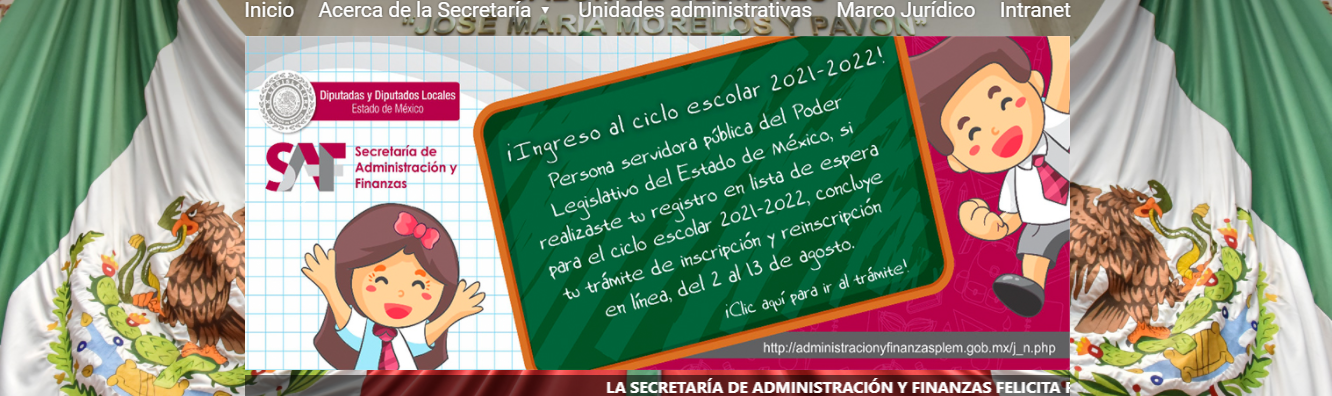 Inicio Acerca de la Secretaría Unidades administrativas Marco Jurídico Intranet
"JOSÉ MARÍA MORELOS Y PAVÓN"
Diputadas y Diputados Locales
Estado de México
SAF Secretaría de
Administración y
Finanzas
¡Ingreso al ciclo escolar 2021-2022!
Persona servidora pública del Poder
Legislativo del Estado de México, si
realizaste tu registro en lista de espera
para el ciclo escolar 2021-2022, concluye
tu trámite de inscripción y reinscripción
en línea, del 2 al 13 de agosto.
¡Clic aquí para ir al trámite!
http://administracionyfinanzasplem.gob.mx/j_n.php
LA SECRETARÍA DE ADMINISTRACIÓN Y FINANZAS FELICITA